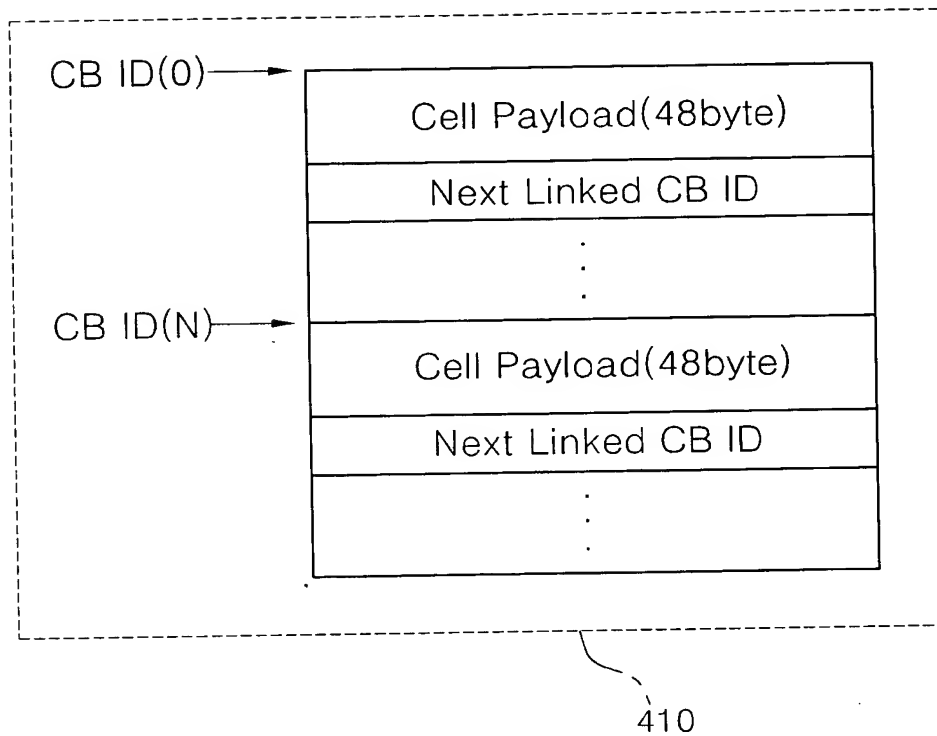 CB ID(0)
Cell Payload(48byte)
Next Linked CB ID
CB ID(N)
Cell Payload(48byte)
Next Linked CB ID
410